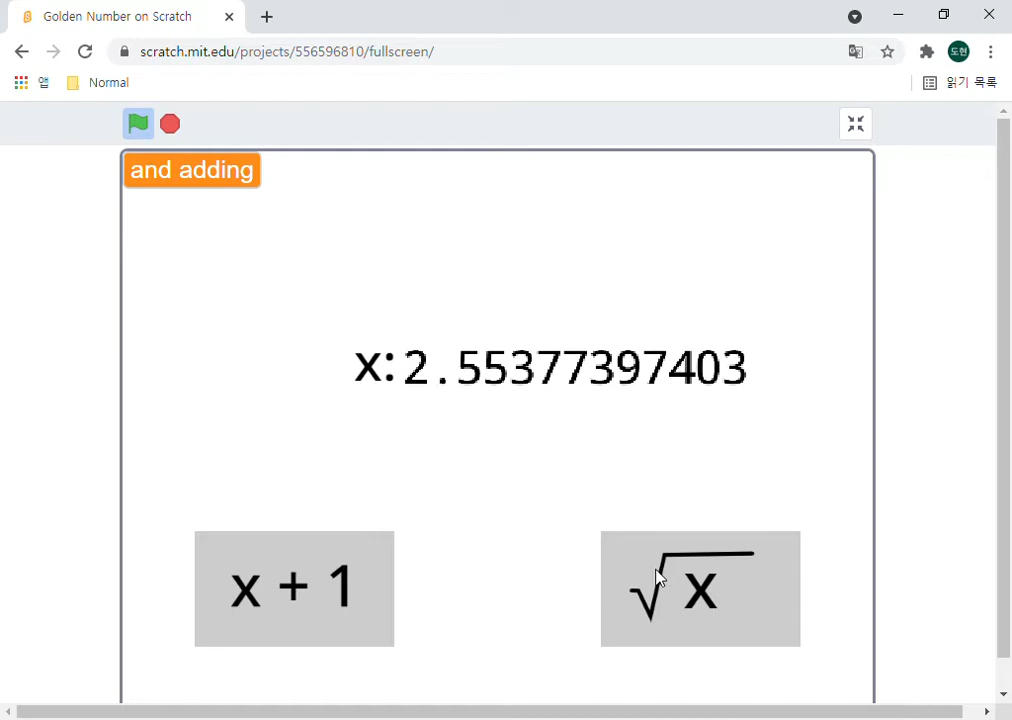 Golden Number on Scratch
scratch.mit.edu/projects/556596810/fullscreen/
도현
앱
Normal
읽기 목록
and adding
x: 2.55377397403
x + 1
√x